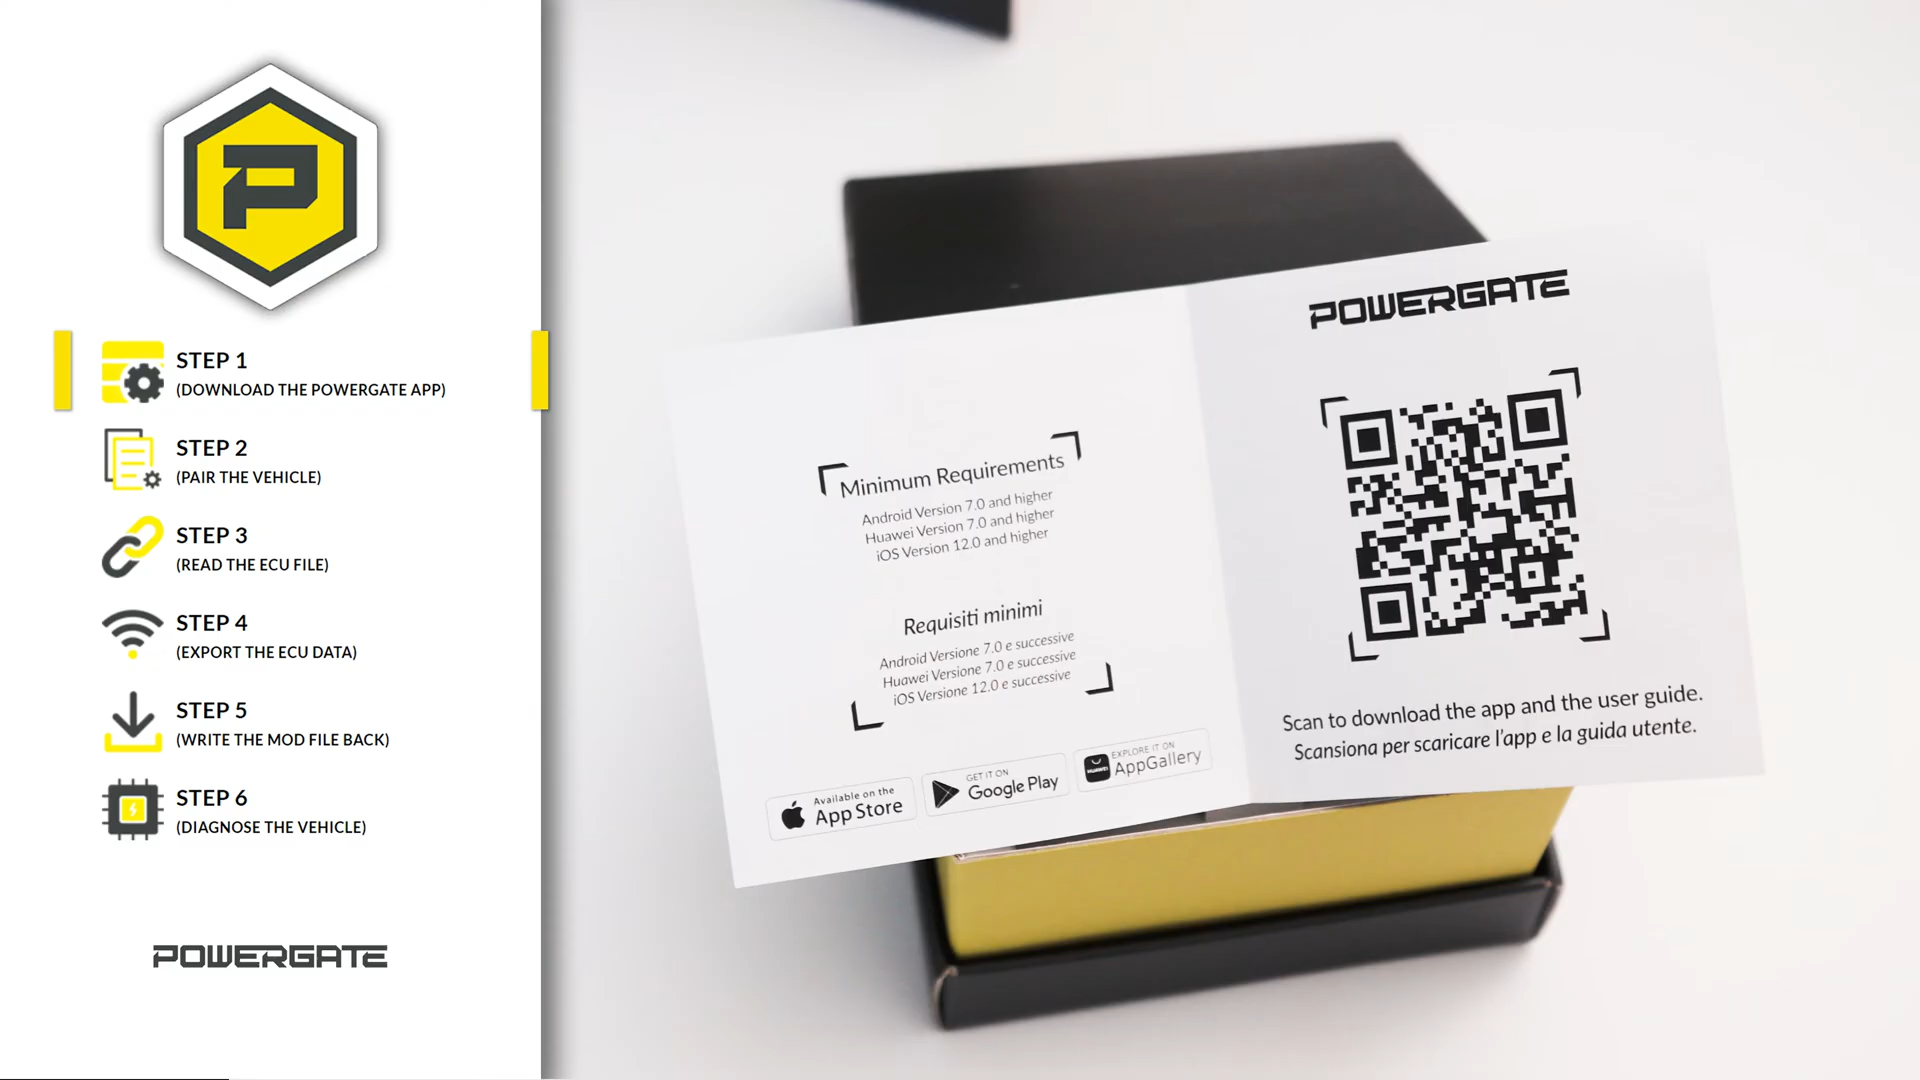 STEP 1
(DOWNLOAD THE POWERGATE APP)
STEP 2
(PAIR THE VEHICLE)
STEP 3
(READ THE ECU FILE)
STEP 4
(EXPORT THE ECU DATA)
STEP 5
(WRITE THE MOD FILE BACK)
STEP 6
(DIAGNOSE THE VEHICLE)
POWERGATE
Minimum Requirements
Android Version 7.0 and higher
Huawei Version 7.0 and higher
iOS Version 12.0 and higher
Requisiti minimi
Android Versione 7.0 e successive
Huawei Versione 7.0 e successive
iOS Versione 12.0 e successive
Available on the
App Store
GET IT ON
Google Play
HUAWEI
EXPLORE IT ON
AppGallery
POWERGATE
Scan to download the app and the user guide.
Scansiona per scaricare l'app e la guida utente.